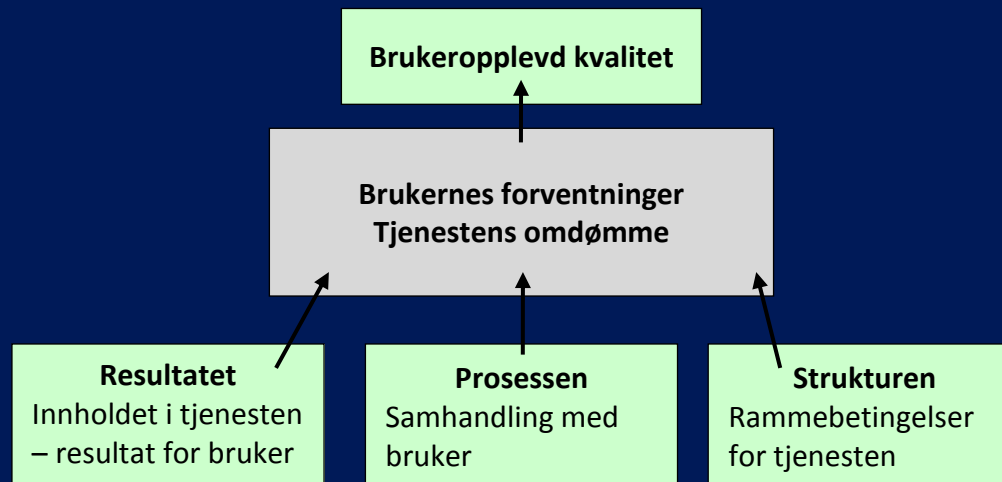 Brukeropplevd kvalitet
Brukernes forventninger
Tjenestens omdømme
Resultatet
Innholdet i tjenesten
– resultat for bruker
Prosessen
Samhandling med
bruker
Strukturen
Rammebetingelser
for tjenesten